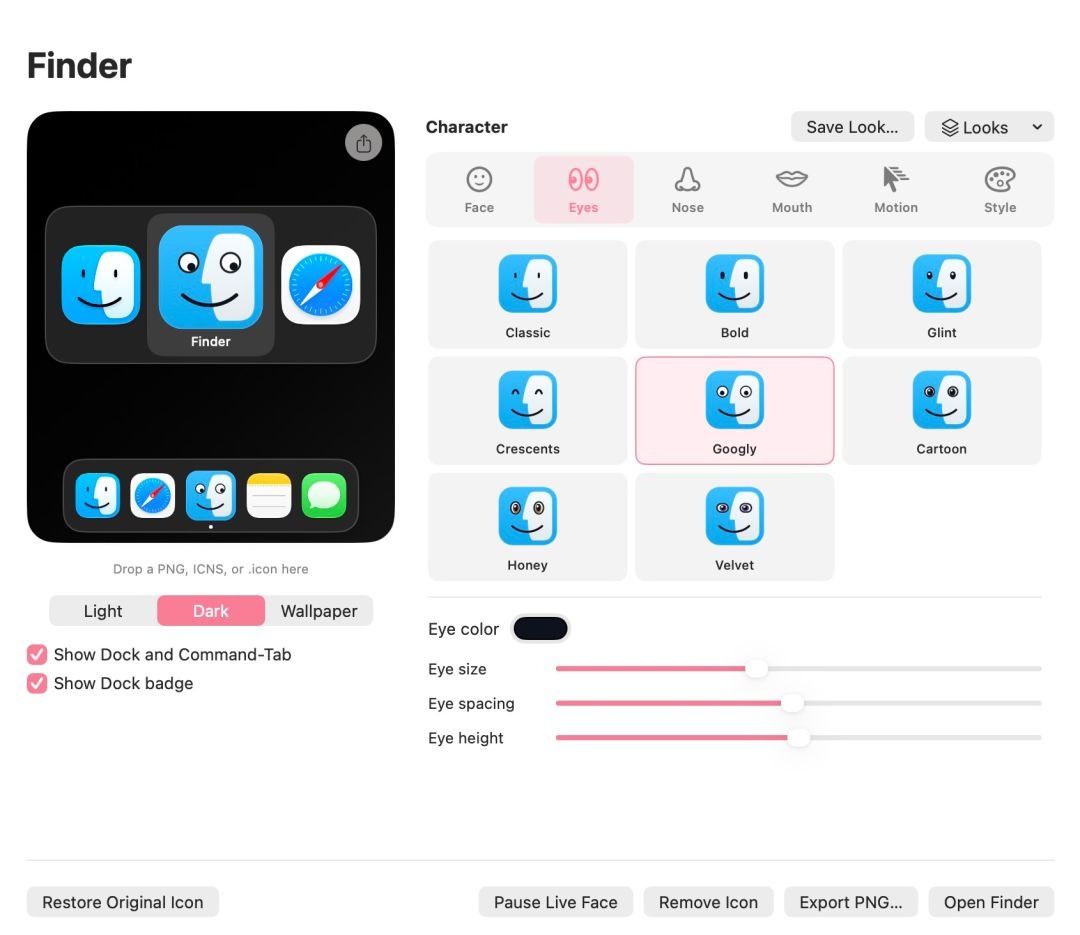 Finder
Character
Save Look...
Looks
Face
Eyes
Nose
Mouth
Motion
Style
Finder
Classic
Bold
Glint
Crescents
Googly
Cartoon
Honey
Velvet
Drop a PNG, ICNS, or .icon here
Light
Dark
Wallpaper
Show Dock and Command-Tab
Show Dock badge
Eye color
Eye size
Eye spacing
Eye height
Restore Original Icon
Pause Live Face
Remove Icon
Export PNG...
Open Finder